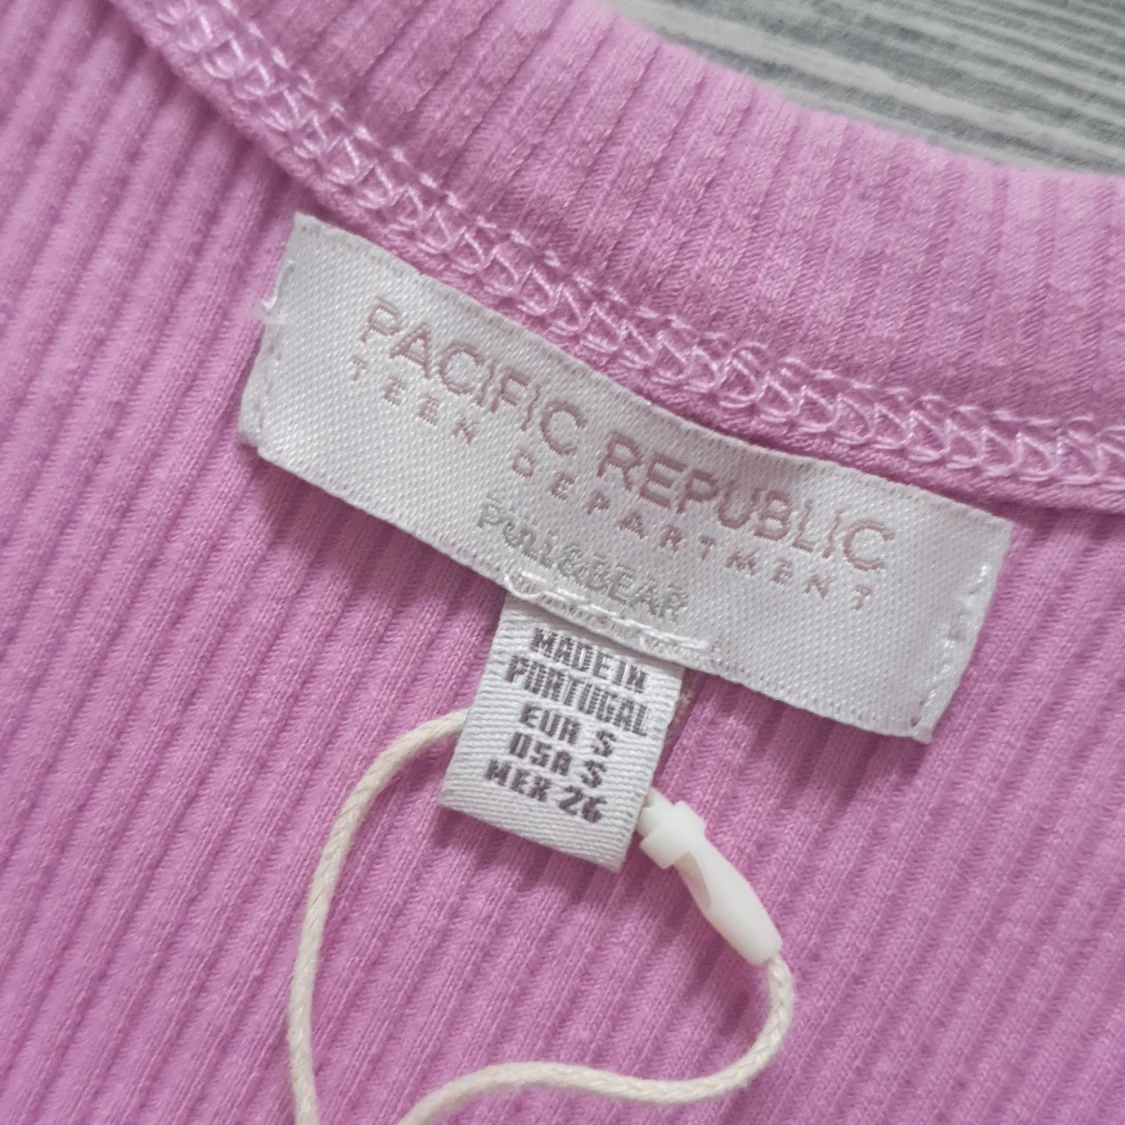 PACIFIC REPUBLIC
TEEN DEPARTMENT
PULL&BEAR
MADE IN
PORTUGAL
EUR S
USA S
MEX 26